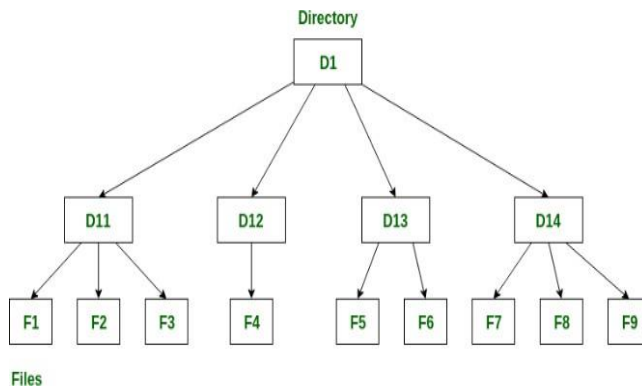 Directory
D1
D11 D12 D13 D14
F1 F2 F3 F4 F5 F6 F7 F8 F9
Files